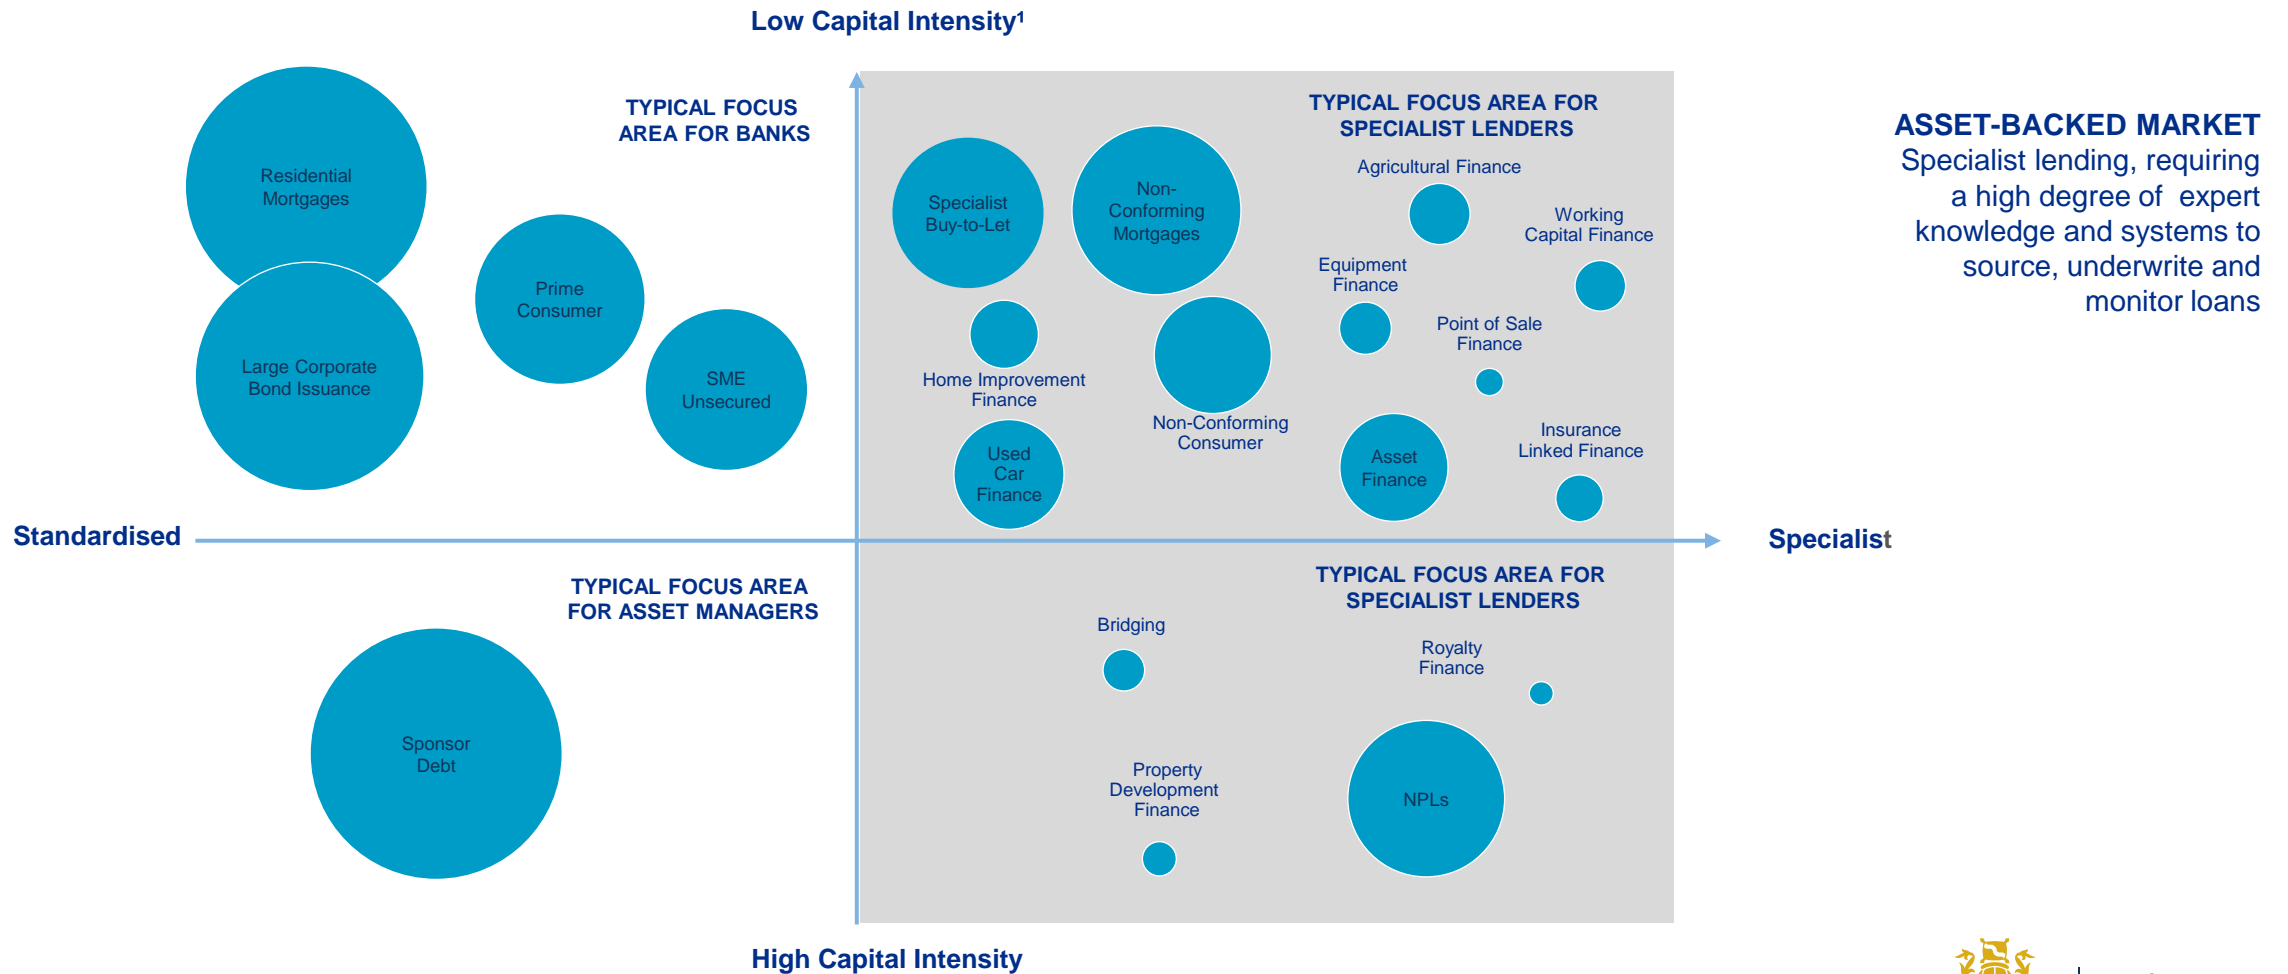 Low Capital Intensity¹
TYPICAL FOCUS
AREA FOR BANKS
Residential
Mortgages
Prime
Consumer
Large Corporate
Bond Issuance
SME
Unsecured
TYPICAL FOCUS AREA FOR
SPECIALIST LENDERS
Specialist
Buy-to-Let
Non-
Conforming
Mortgages
Agricultural Finance
Working
Capital Finance
Equipment
Finance
Point of Sale
Finance
Home Improvement
Finance
Non-Conforming
Consumer
Used
Car
Finance
Asset
Finance
Insurance
Linked Finance
ASSET-BACKED MARKET
Specialist lending, requiring
a high degree of expert
knowledge and systems to
source, underwrite and
monitor loans
Standardised
Specialist
TYPICAL FOCUS AREA
FOR ASSET MANAGERS
Sponsor
Debt
TYPICAL FOCUS AREA FOR
SPECIALIST LENDERS
Bridging
Royalty
Finance
Property
Development
Finance
NPLs
High Capital Intensity